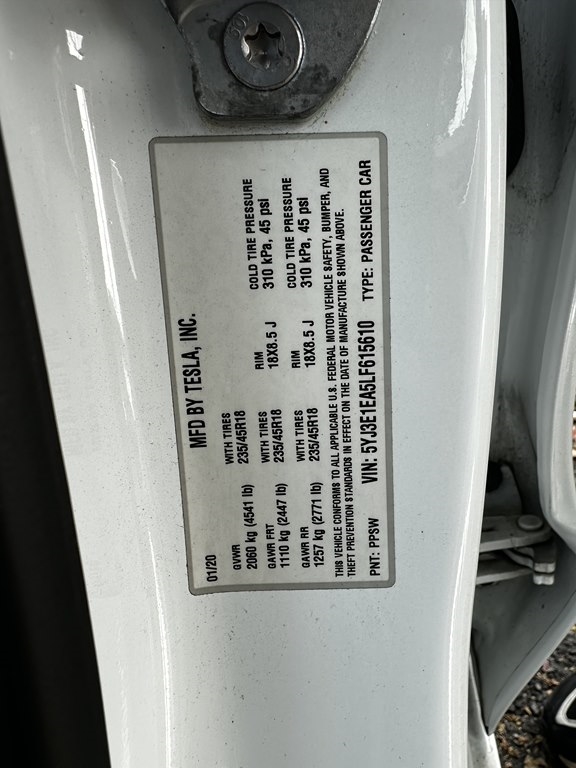 MFD BY TESLA, INC.
01/20
GVWR WITH TIRES
2060 kg (4541 lb) 235/45R18
GAWR FRT WITH TIRES RIM COLD TIRE PRESSURE
1110 kg (2447 lb) 235/45R18 18X8.5 J 310 kPa, 45 psi
GAWR RR WITH TIRES RIM COLD TIRE PRESSURE
1257 kg (2771 lb) 235/45R18 18X8.5 J 310 kPa, 45 psi
THIS VEHICLE CONFORMS TO ALL APPLICABLE U.S. FEDERAL MOTOR VEHICLE SAFETY, BUMPER, AND
THEFT PREVENTION STANDARDS IN EFFECT ON THE DATE OF MANUFACTURE SHOWN ABOVE.
PNT: PPSW VIN: 5YJ3E1EA5LF615610 TYPE: PASSENGER CAR